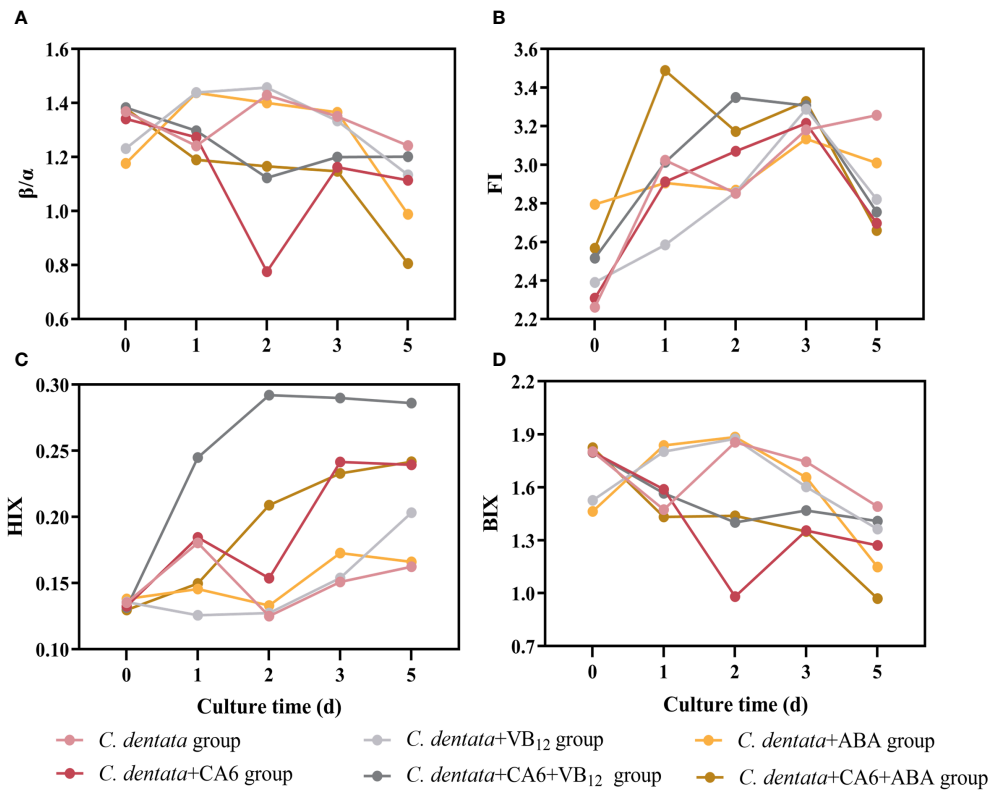 A
β/α
1.6
1.4
1.2
1.0
0.8
0.6
0 1 2 3 5
B
FI
3.6
3.4
3.2
3.0
2.8
2.6
2.4
2.2
0 1 2 3 5
C
HIX
0.30
0.25
0.20
0.15
0.10
0 1 2 3 5
Culture time (d)
D
BIX
2.2
1.9
1.6
1.3
1.0
0.7
0 1 2 3 5
Culture time (d)
C. dentata group
C. dentata+VB₁₂ group
C. dentata+ABA group
C. dentata+CA6 group
C. dentata+CA6+VB₁₂ group
C. dentata+CA6+ABA group